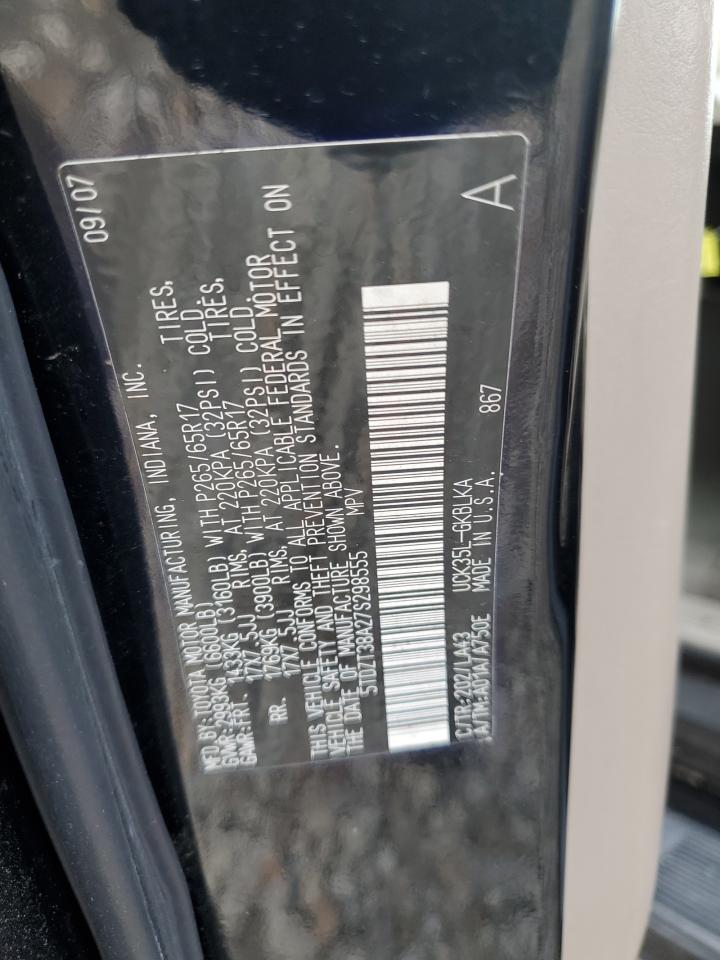 MFD.BY:TOYOTA MOTOR MANUFACTURING, INDIANA, INC. 09/07
GVWR:2993KG(6600LB)
GAWR:FRT. 1433KG (3160LB) WITH P265/65R17 TIRES,
17X7.5JJ RIMS, AT 220KPA (32PSI) COLD.
RR. 1769KG (3900LB) WITH P265/65R17 TIRES,
17X7.5JJ RIMS, AT 220KPA (32PSI) COLD.
THIS VEHICLE CONFORMS TO ALL APPLICABLE FEDERAL MOTOR
VEHICLE SAFETY AND THEFT PREVENTION STANDARDS IN EFFECT ON
THE DATE OF MANUFACTURE SHOWN ABOVE.
5TDZT38A27S298555 MPV
C/TR:202/LA43 UCK35L-GKBLKA
A/TM:A01A/A750E MADE IN U.S.A. 867
A